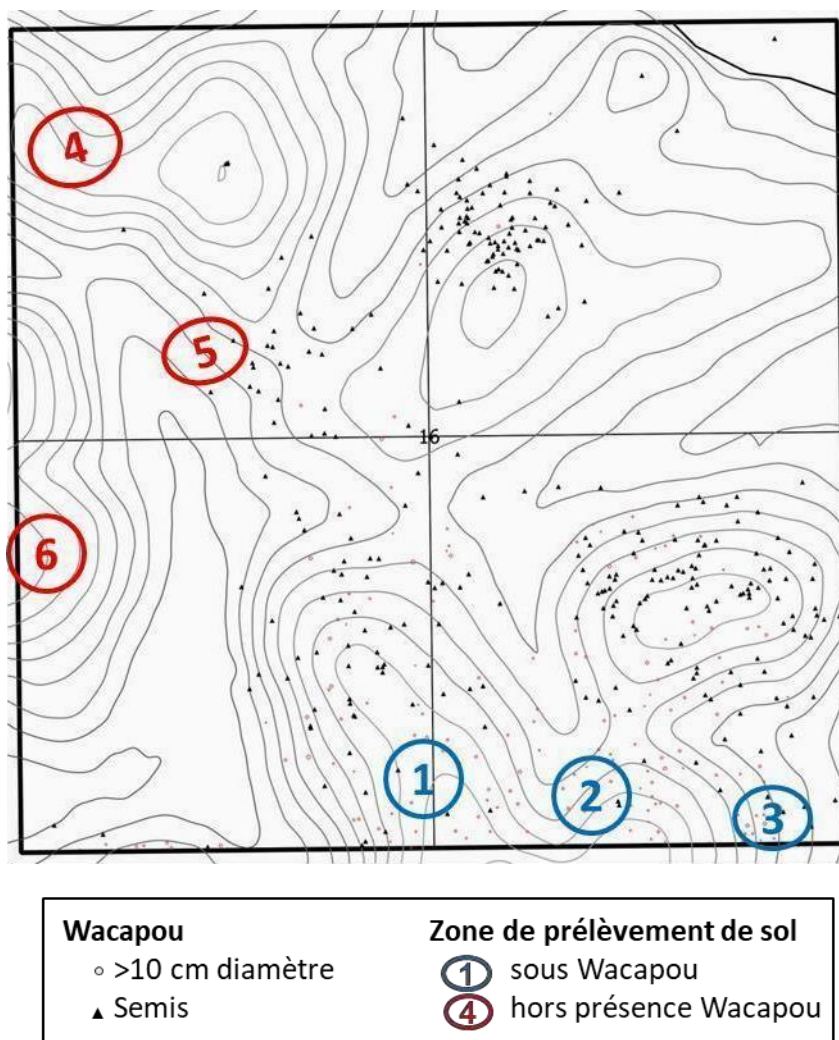 4
5
16
6
1
2
3
Wacapou
>10 cm diamètre
Semis
Zone de prélèvement de sol
1 sous Wacapou
4 hors présence Wacapou